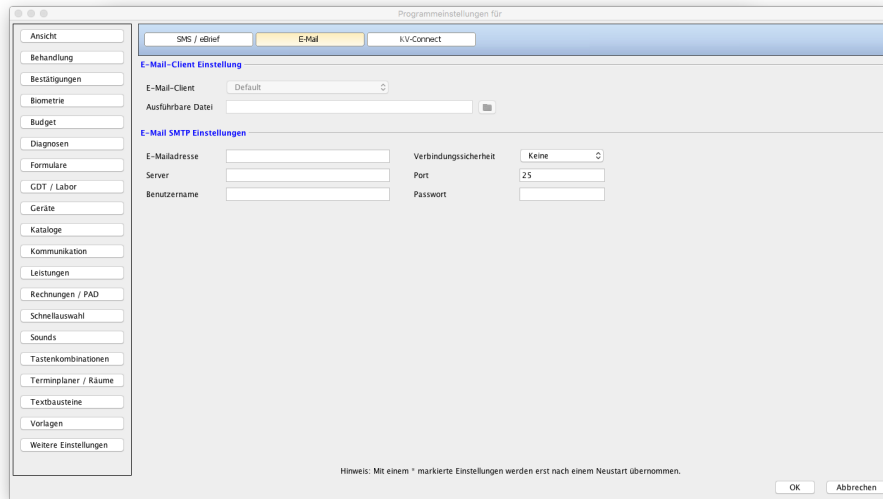 Programmeinstellungen für
Ansicht
Behandlung
Bestätigungen
Biometrie
Budget
Diagnosen
Formulare
GDT / Labor
Geräte
Kataloge
Kommunikation
Leistungen
Rechnungen / PAD
Schnellauswahl
Sounds
Tastenkombinationen
Terminplaner / Räume
Textbausteine
Vorlagen
Weitere Einstellungen
SMS / eBrief E-Mail KV-Connect
E-Mail-Client Einstellung
E-Mail-Client Default
Ausführbare Datei
E-Mail SMTP Einstellungen
E-Mailadresse Verbindungssicherheit Keine
Server Port 25
Benutzername Passwort
Hinweis: Mit einem * markierte Einstellungen werden erst nach einem Neustart übernommen.
OK Abbrechen